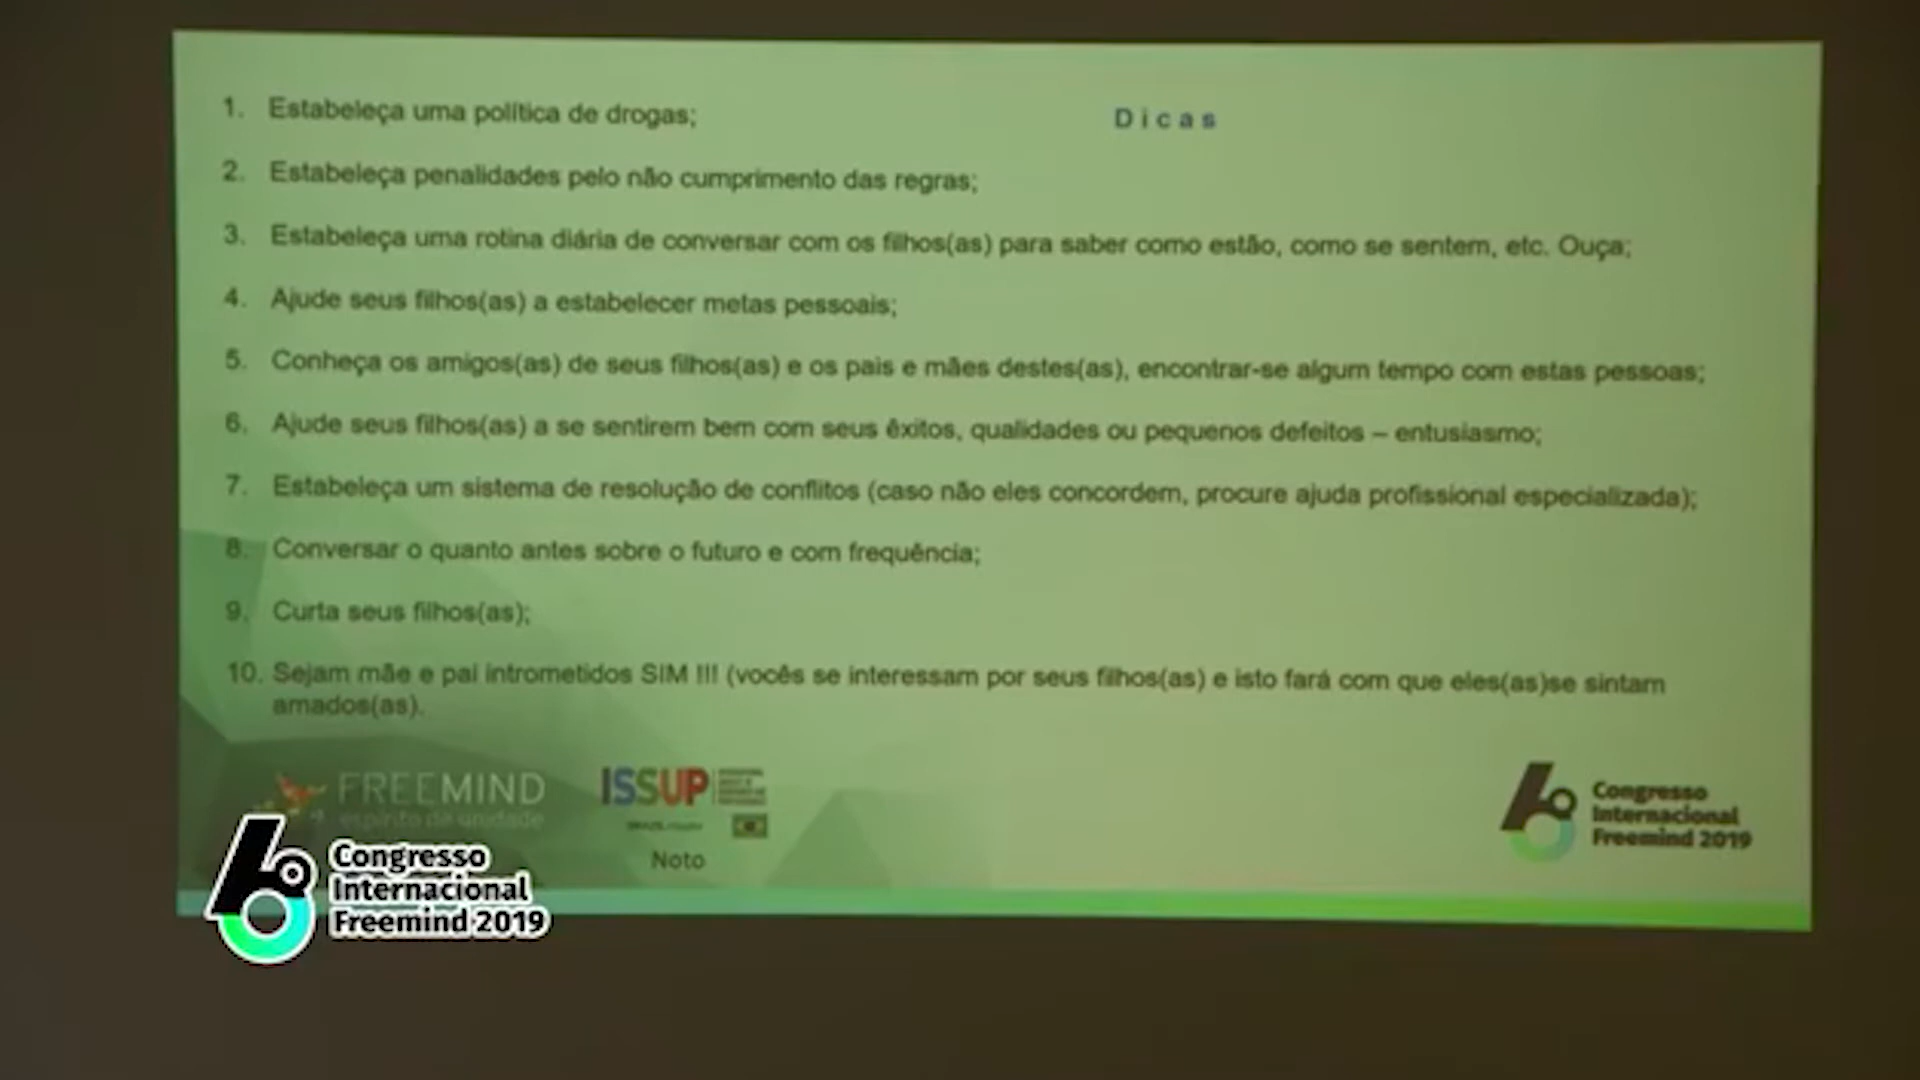 Dicas
1. Estabeleça uma política de drogas;
2. Estabeleça penalidades pelo não cumprimento das regras;
3. Estabeleça uma rotina diária de conversar com os filhos(as) para saber como estão, como se sentem, etc. Ouça;
4. Ajude seus filhos(as) a estabelecer metas pessoais;
5. Conheça os amigos(as) de seus filhos(as) e os pais e mães destes(as), encontrar-se algum tempo com estas pessoas;
6. Ajude seus filhos(as) a se sentirem bem com seus êxitos, qualidades ou pequenos defeitos – entusiasmo;
7. Estabeleça um sistema de resolução de conflitos (caso não eles concordem, procure ajuda profissional especializada);
8. Conversar o quanto antes sobre o futuro e com frequência;
9. Curta seus filhos(as);
10. Sejam mãe e pai intrometidos SIM !!! (vocês se interessam por seus filhos(as) e isto fará com que eles(as)se sintam
amados(as).
FREEMIND
espírito de unidade
ISSUP
Noto
Congresso
Internacional
Freemind 2019
Congresso
Internacional
Freemind 2019